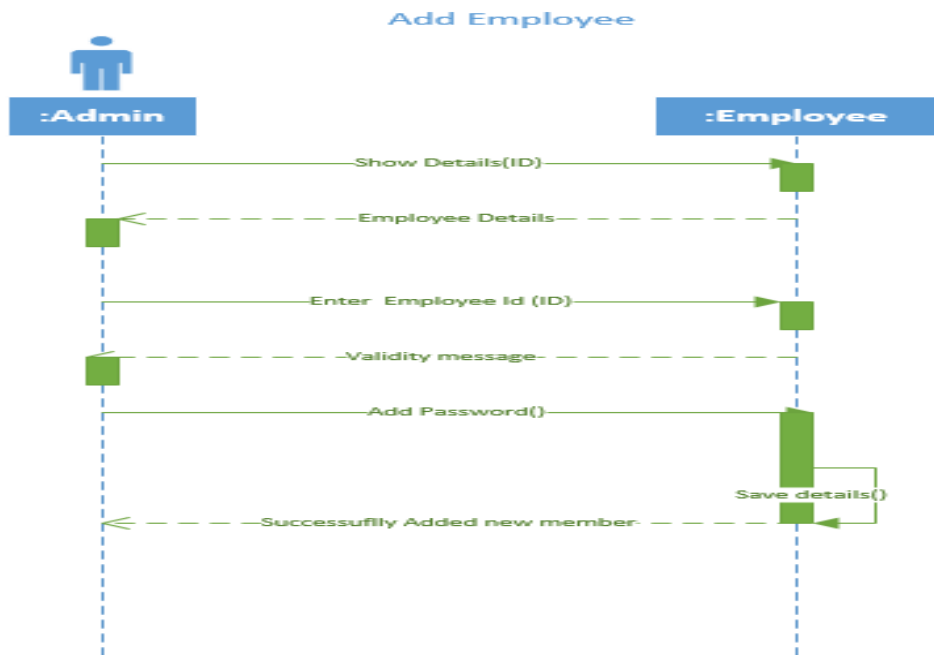 Add Employee
:Admin
:Employee
Show Details(ID)
Employee Details
Enter Employee Id (ID)
Validity message
Add Password()
Save details()
Successuflly Added new member